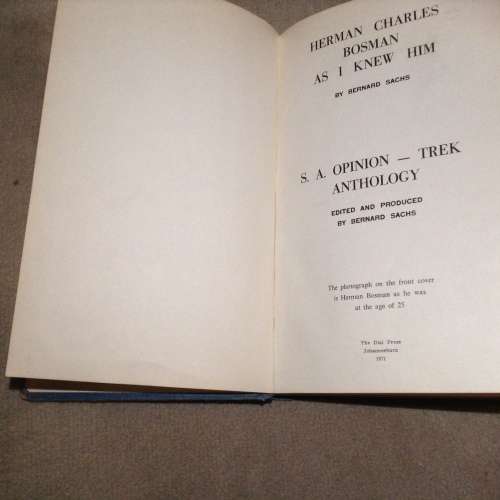 HERMAN CHARLES
BOSMAN
AS I KNEW HIM
BY BERNARD SACHS
S. A. OPINION — TREK
ANTHOLOGY
EDITED AND PRODUCED
BY BERNARD SACHS
The photograph on the front cover
is Herman Bosman as he was
at the age of 25
The Dial Press
Johannesburg
1971